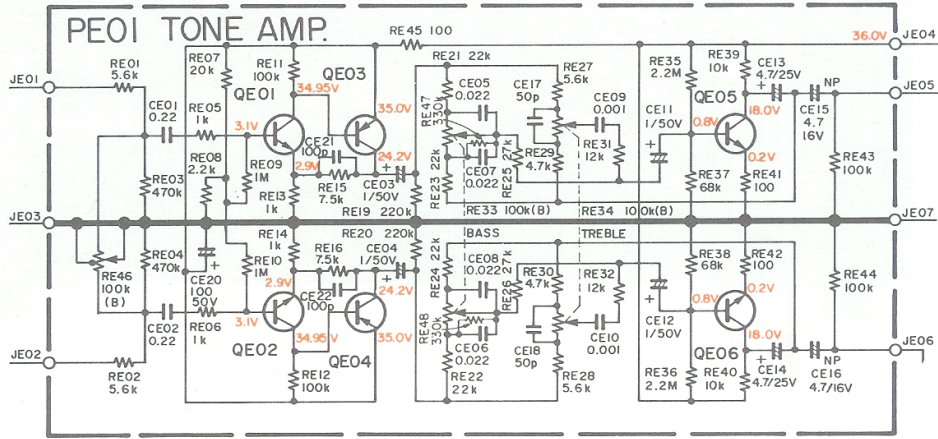 PE01 TONE AMP.
RE45 100
36.0V
JE04
JE01
RE01
5.6k
RE07
20k
RE11
100k
QE01
34.95V
QE03
35.0V
RE21 22k
CE05
0.022
RE47
330k
CE17
50p
RE27
5.6k
CE09
0.001
RE35
2.2M
RE39
10k
CE13
4.7/25V
NP
JE05
CE01
0.22
RE05
1k
3.1V
CE21
100p
2.9V
24.2V
CE11
1/50V
QE05
0.8V
18.0V
CE15
4.7
16V
RE08
2.2k
RE09
1M
RE13
1k
RE15
7.5k
CE03
1/50V
RE23 22k
CE07
0.022
RE25 27k
RE29
4.7k
RE31
12k
0.2V
RE37
68k
RE41
100
RE43
100k
RE03
470k
RE19 220k
RE33 100k(B)
RE34 100k(B)
JE03
JE07
RE04
470k
RE14
1k
RE16
7.5k
RE20 220k
CE04
1/50V
BASS
TREBLE
RE46
100k
(B)
CE20
100
50V
RE10
1M
2.9V
CE22
100p
24.2V
RE24 22k
CE08
0.022
RE26 27k
RE30
4.7k
RE32
12k
RE38
68k
RE42
100
0.2V
RE44
100k
CE02
0.22
RE06
1k
3.1V
QE02
34.95V
35.0V
QE04
RE48
330k
CE06
0.022
CE18
50p
CE10
0.001
CE12
1/50V
0.8V
QE06
18.0V
JE02
JE06
RE02
5.6k
RE12
100k
RE22
22k
RE28
5.6k
RE36
2.2M
RE40
10k
CE14
4.7/25V
NP
CE16
4.7/16V